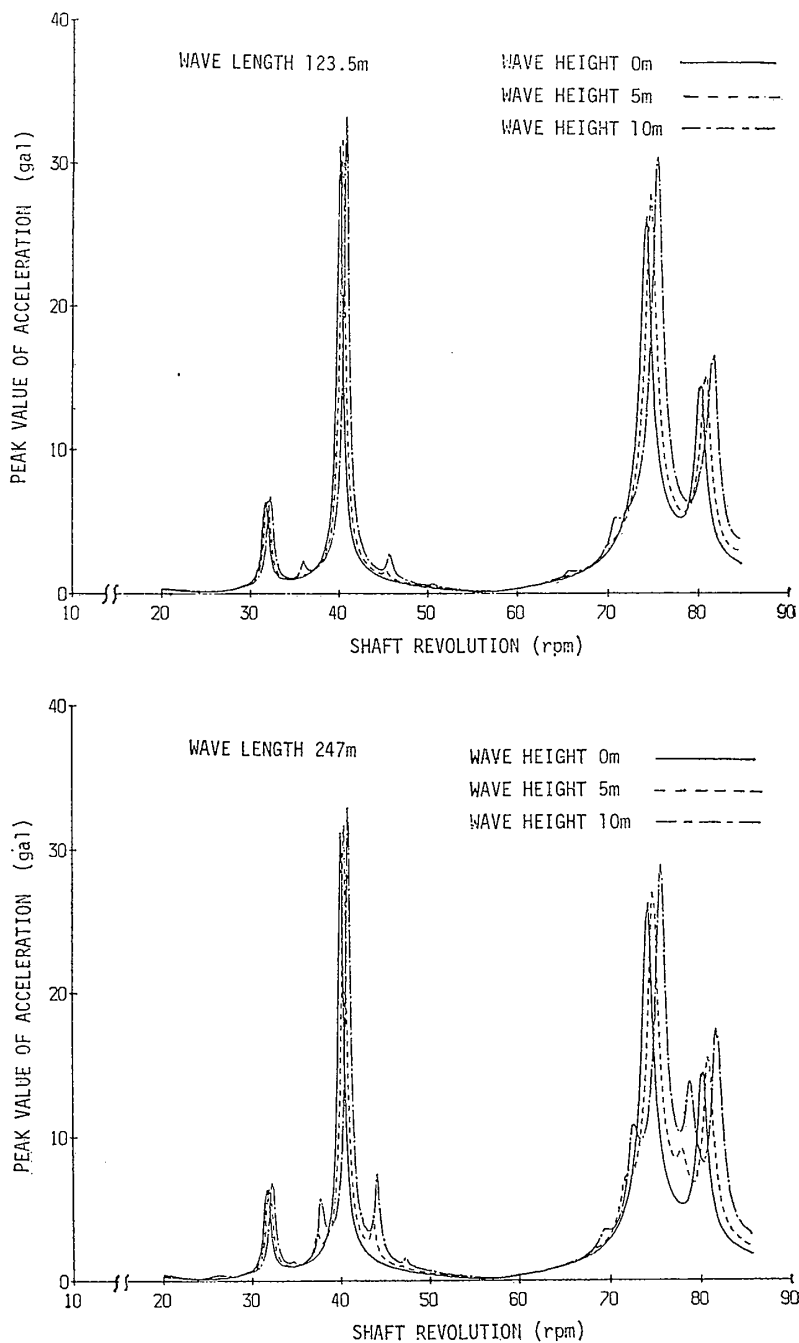 40
WAVE LENGTH 123.5m
WAVE HEIGHT 0m
WAVE HEIGHT 5m
WAVE HEIGHT 10m
30
20
10
0
PEAK VALUE OF ACCELERATION (gal)
10 20 30 40 50 60 70 80 90
SHAFT REVOLUTION (rpm)
40
WAVE LENGTH 247m
WAVE HEIGHT 0m
WAVE HEIGHT 5m
WAVE HEIGHT 10m
30
20
10
0
PEAK VALUE OF ACCELERATION (gal)
10 20 30 40 50 60 70 80 90
SHAFT REVOLUTION (rpm)